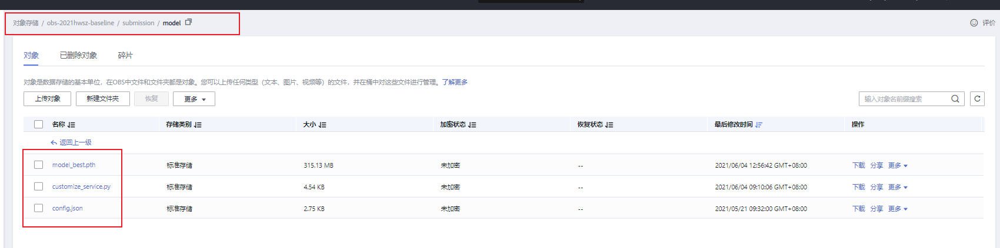 对象存储 / obs-2021hwsz-baseline / submission / model
评价
对象 已删除对象 碎片
对象是数据存储的基本单位，在OBS中文件和文件夹都是对象。您可以上传任何类型（文本、图片、视频等）的文件，并在桶中对这些文件进行管理。了解更多
上传对象 新建文件夹 恢复 更多
输入对象名前缀搜索
名称 存储类别 大小 加密状态 恢复状态 最后修改时间 操作
返回上一级
model_best.pth 标准存储 315.13 MB 未加密 -- 2021/06/04 12:56:42 GMT+08:00 下载 分享 更多
customize_service.py 标准存储 4.54 KB 未加密 -- 2021/06/04 09:10:06 GMT+08:00 下载 分享 更多
config.json 标准存储 2.75 KB 未加密 -- 2021/05/21 09:32:00 GMT+08:00 下载 分享 更多